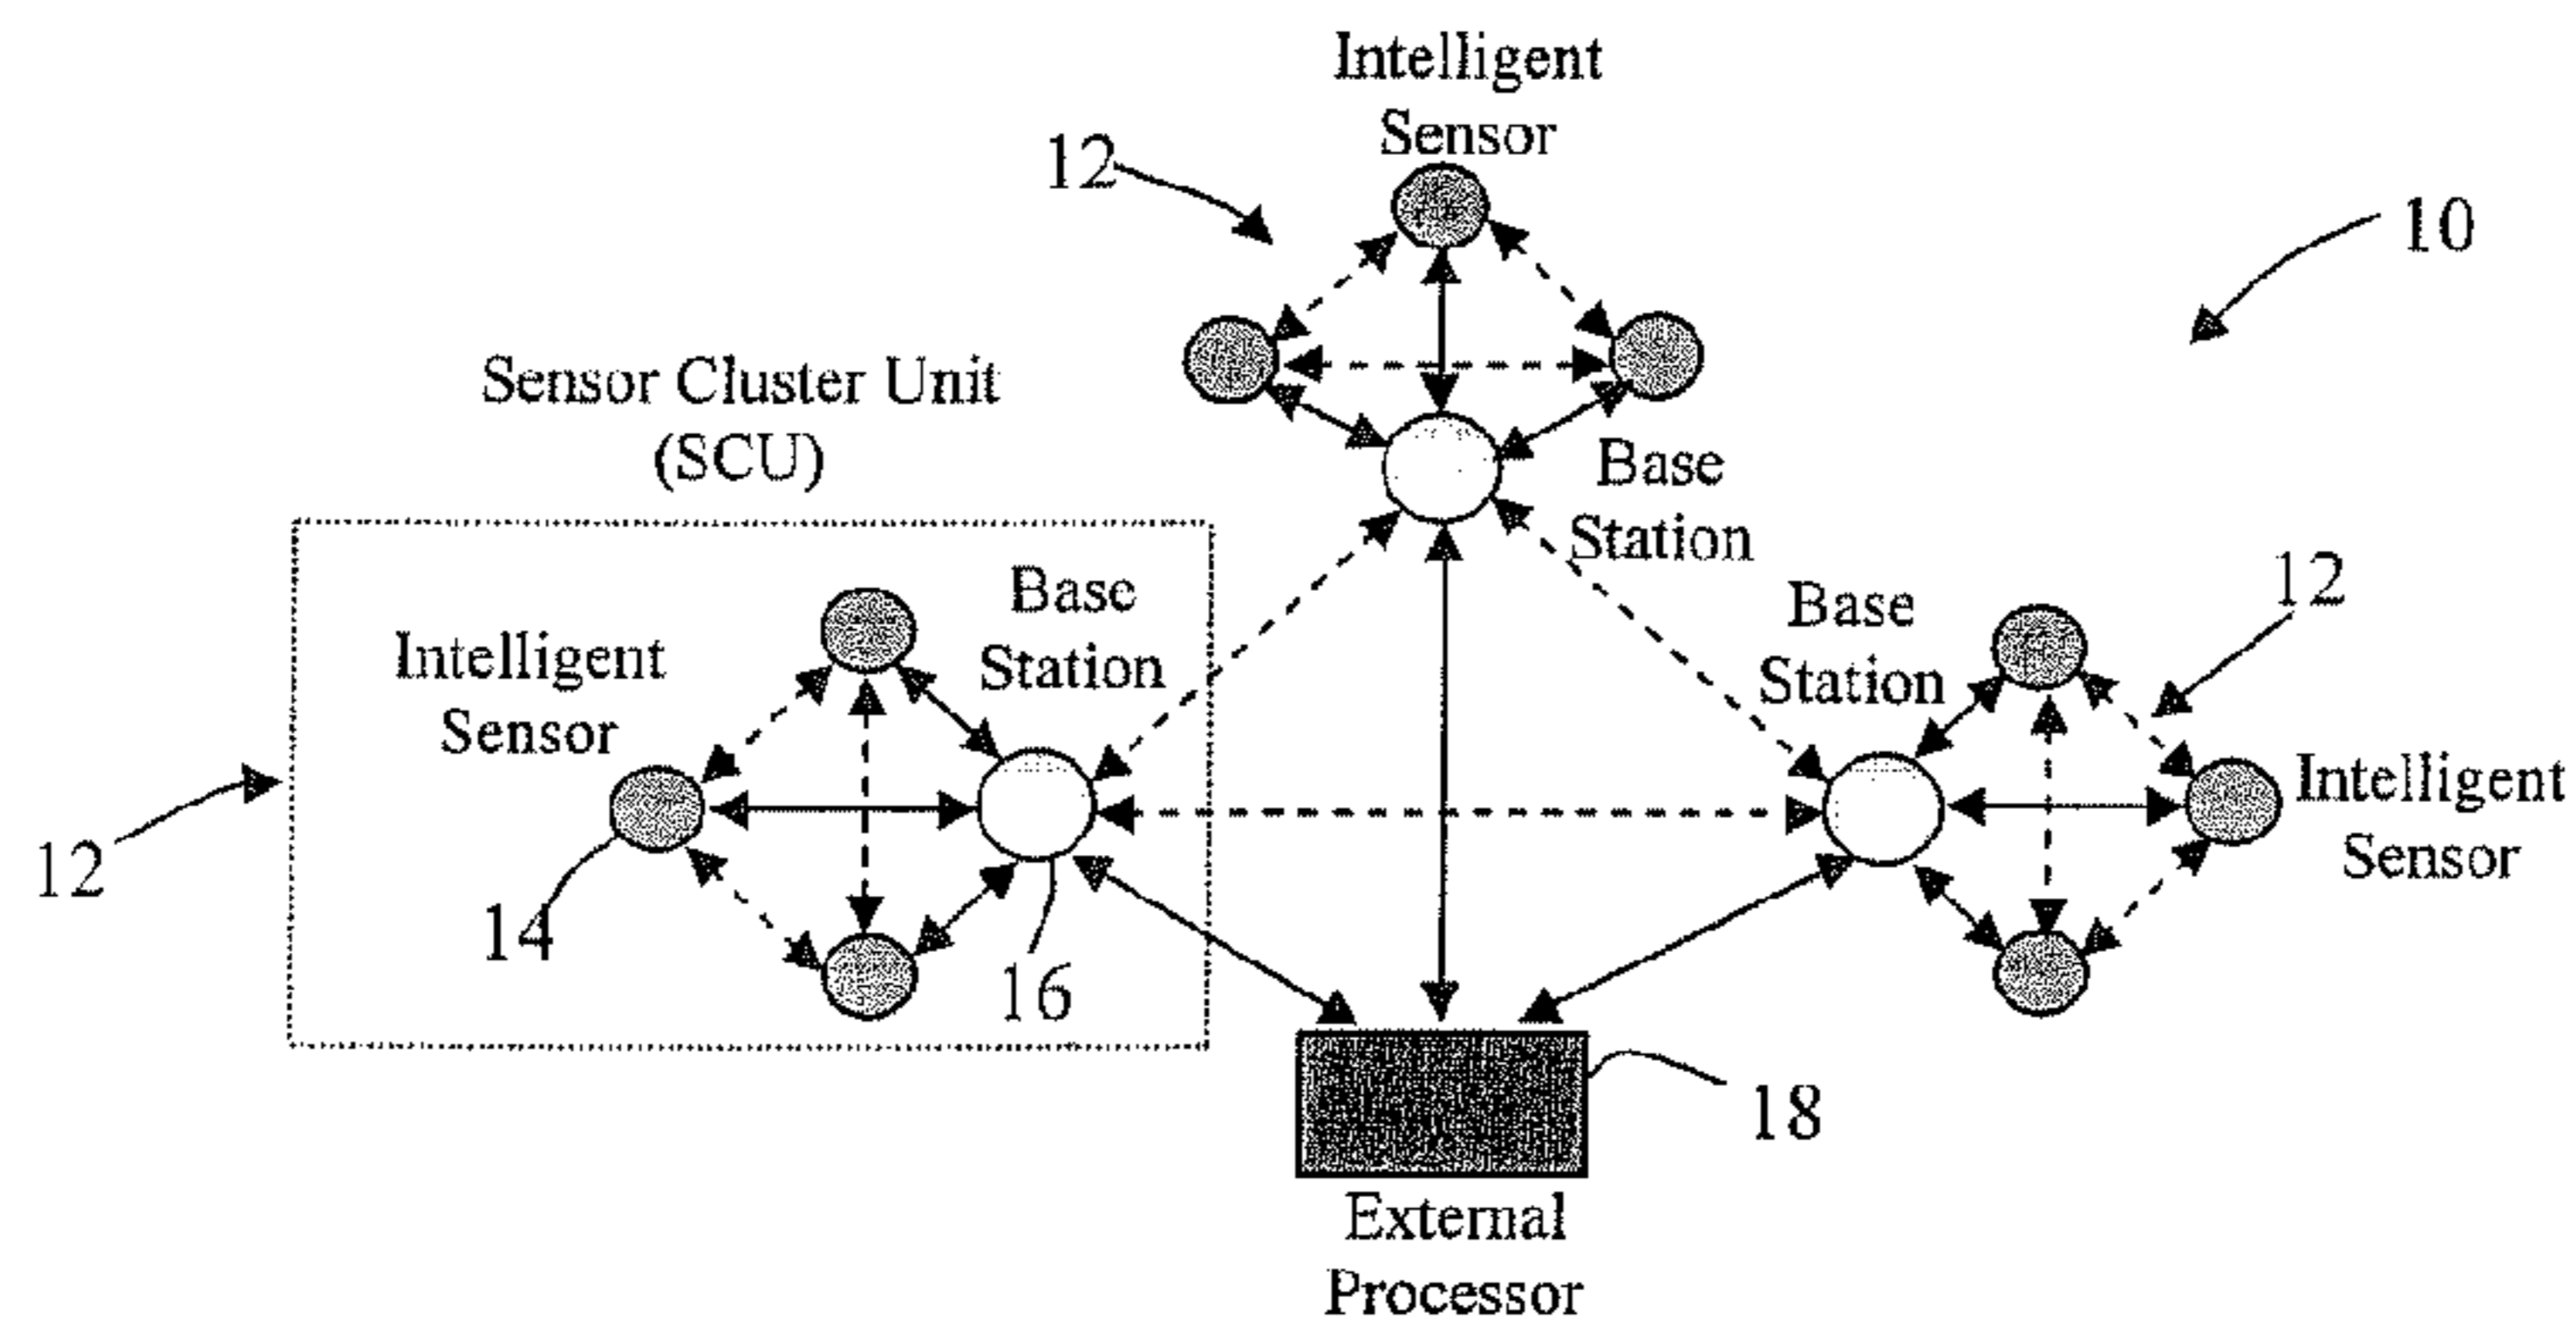 Intelligent
Sensor
12
10
Sensor Cluster Unit
(SCU)
Base
Station
12
Base
Station
Intelligent
Sensor
Base
Station
Intelligent
Sensor
12
14
16
18
External
Processor